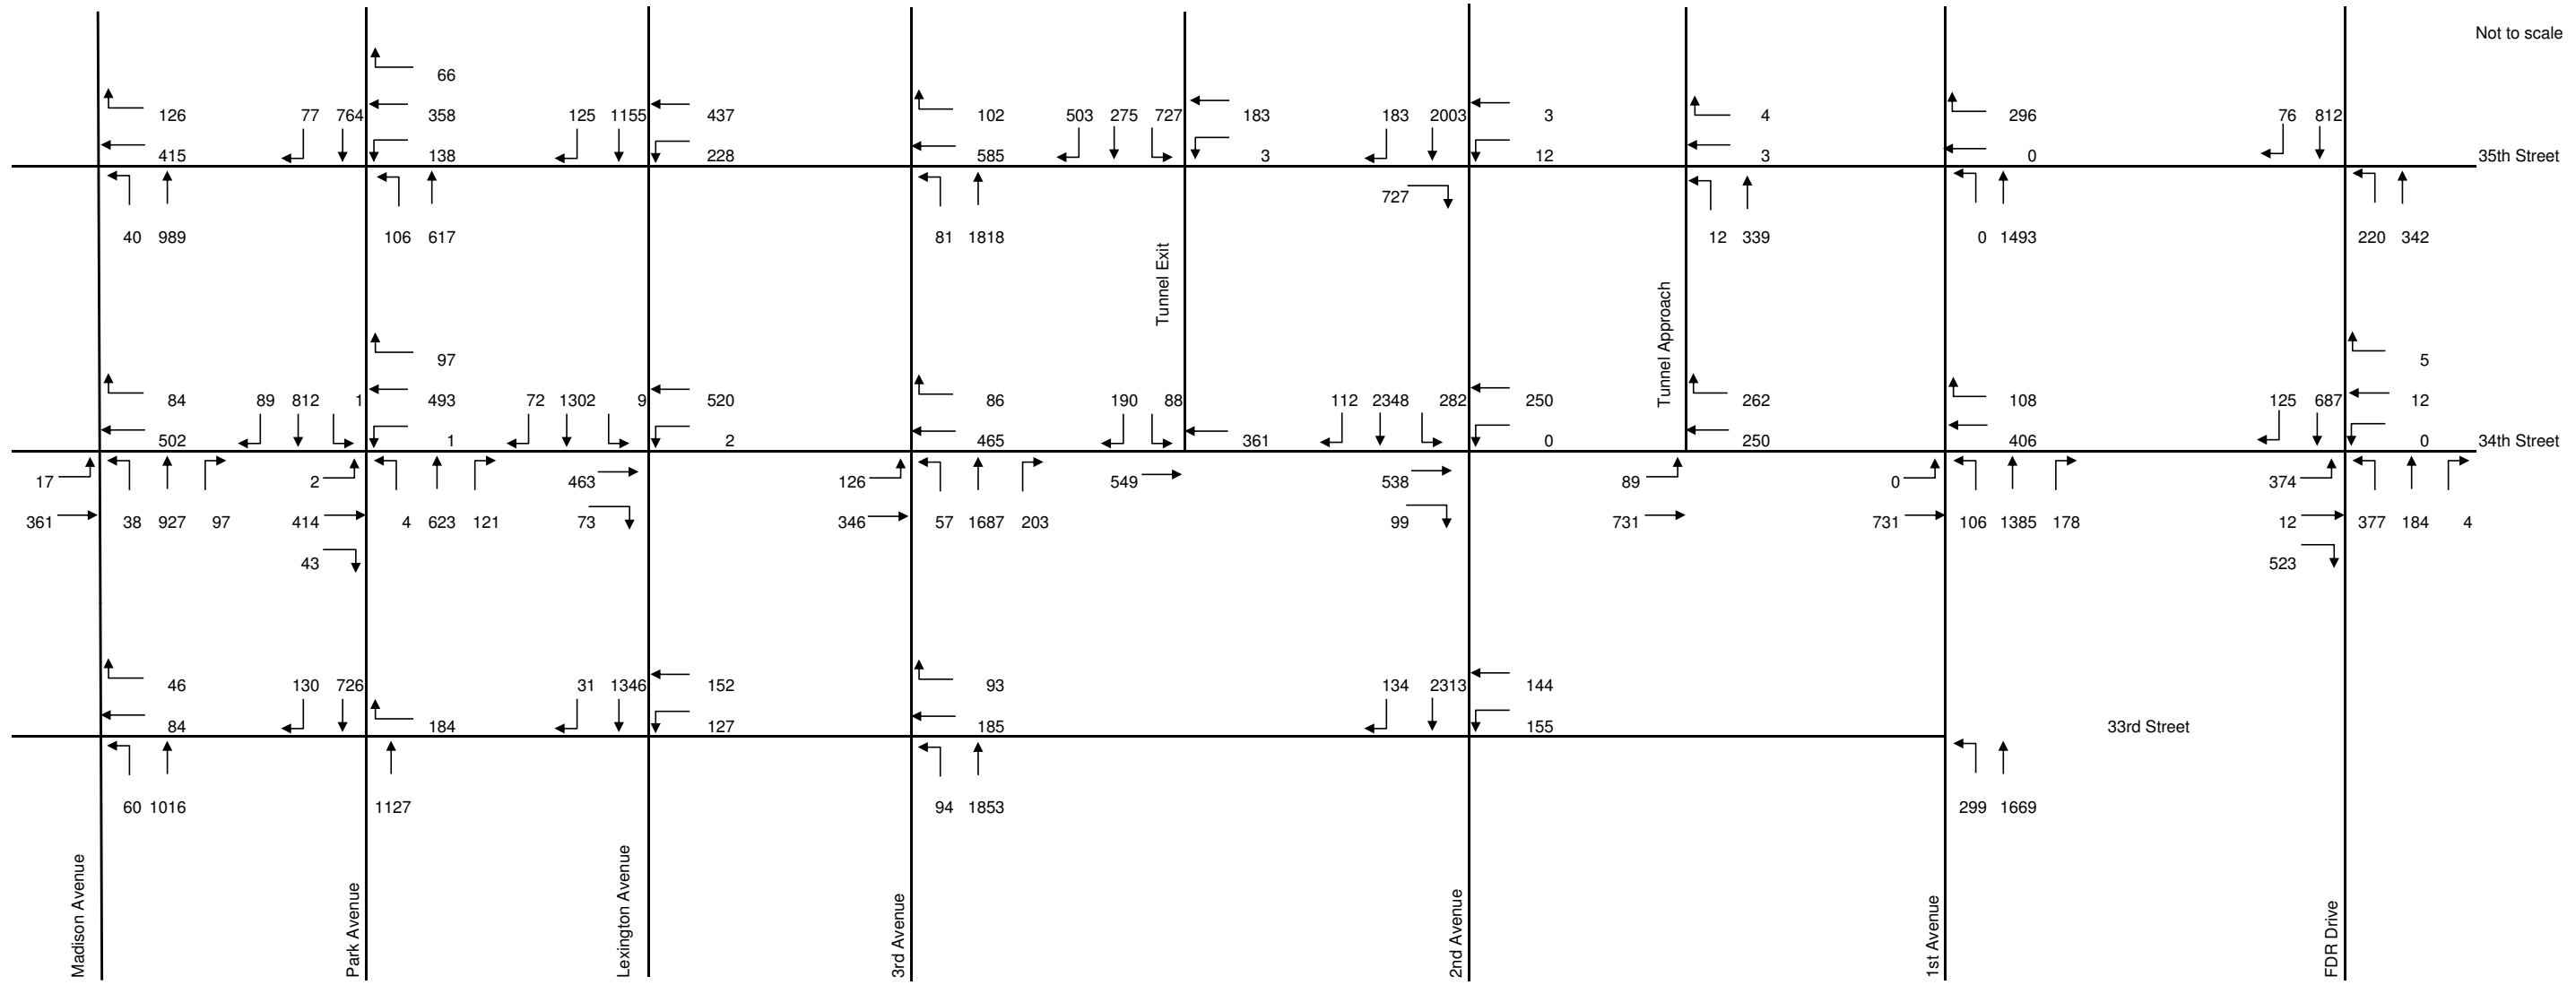 Not to scale
66
126 77 764 358 125 1155 437 102 503 275 727 183 183 2003 3 4 296 76 812
415 138 228 585 3 12 3 0 35th Street
727
40 989 106 617 81 1818 12 339 0 1493 220 342
Tunnel Exit
Tunnel Approach
97 5
84 89 812 1 493 72 1302 9 520 86 190 88 112 2348 282 250 262 108 125 687 12
502 1 2 465 361 0 250 406 0 34th Street
17 2 463 126 549 538 89 0 374
361 38 927 97 414 4 623 121 73 346 57 1687 203 99 731 731 106 1385 178 12 377 184 4
43 523
46 130 726 31 1346 152 93 134 2313 144
84 184 127 185 155 33rd Street
60 1016 1127 94 1853 299 1669
Madison Avenue
Park Avenue
Lexington Avenue
3rd Avenue
2nd Avenue
1st Avenue
FDR Drive